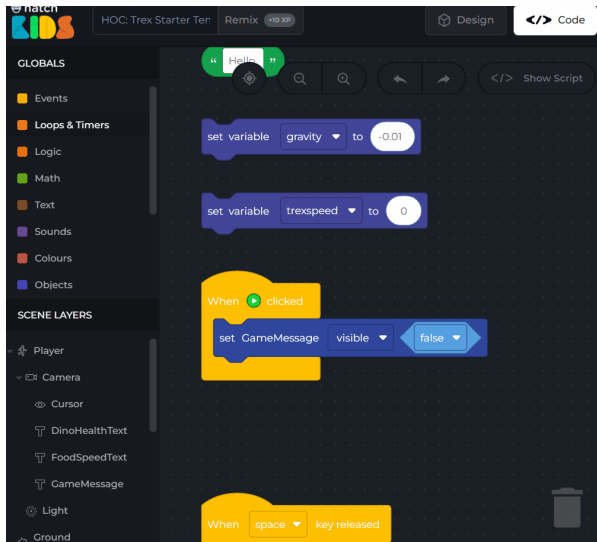 hatch
KIDS
HOC: Trex Starter Ten
Remix
+10 XP
Design
</> Code
GLOBALS
Events
Loops & Timers
Logic
Math
Text
Sounds
Colours
Objects
SCENE LAYERS
Player
Camera
Cursor
DinoHealthText
FoodSpeedText
GameMessage
Light
Ground
“ Hello ”
</> Show Script
set variable gravity to -0.01
set variable trexspeed to 0
When clicked
set GameMessage visible false
When space key released